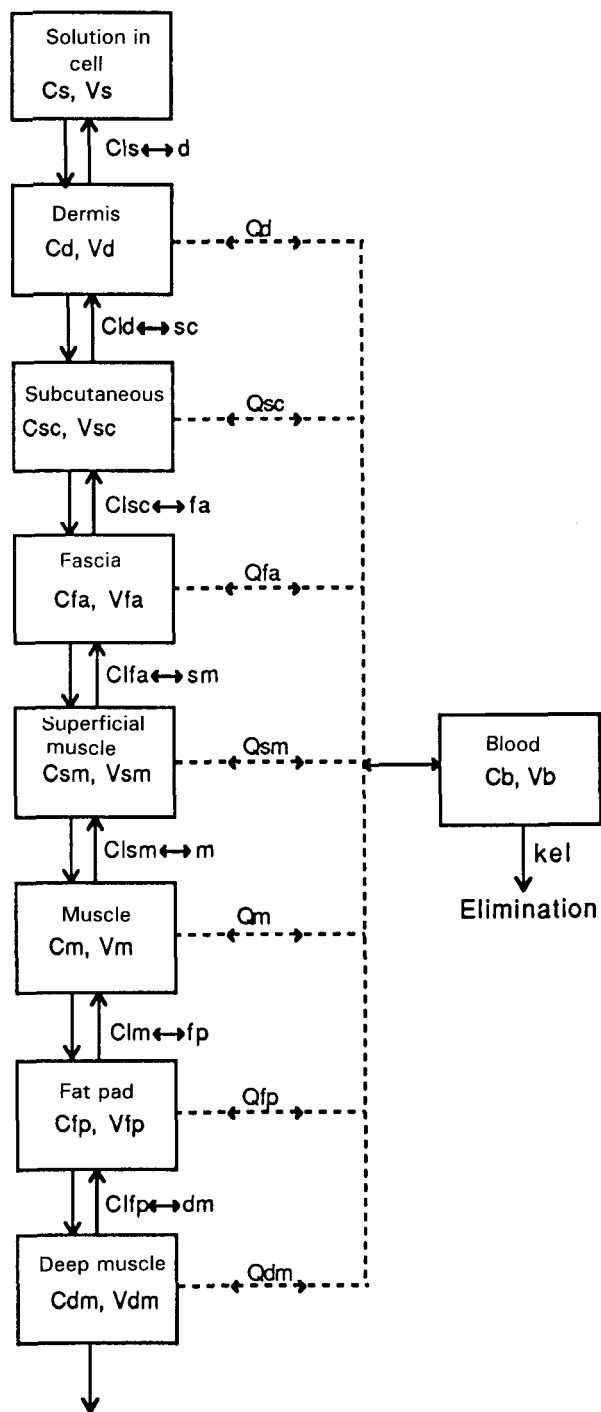 Solution in
cell
Cs, Vs
Cls↔d
Dermis
Cd, Vd
Qd
Cld↔sc
Subcutaneous
Csc, Vsc
Qsc
Clsc↔fa
Fascia
Cfa, Vfa
Qfa
Clfa↔sm
Superficial
muscle
Csm, Vsm
Qsm
Blood
Cb, Vb
kel
Elimination
Clsm↔m
Muscle
Cm, Vm
Qm
Clm↔fp
Fat pad
Cfp, Vfp
Qfp
Clfp↔dm
Deep muscle
Cdm, Vdm
Qdm